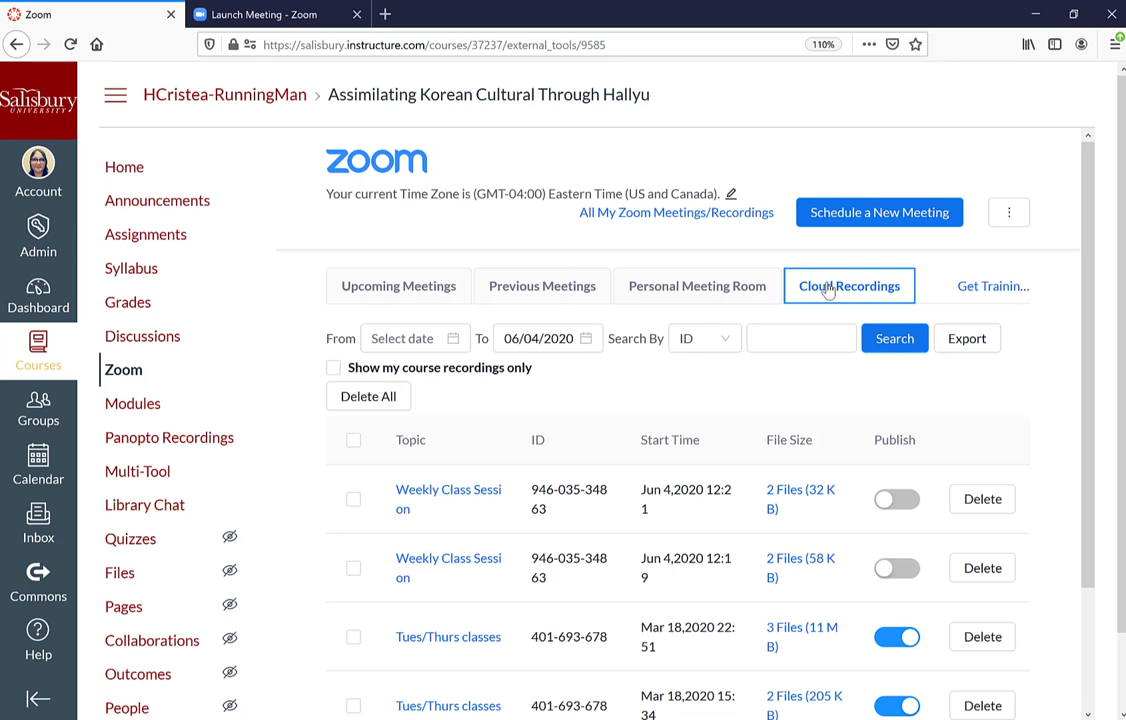 Zoom
Launch Meeting - Zoom
https://salisbury.instructure.com/courses/37237/external_tools/9585
110%
Salisbury
UNIVERSITY
Account
Admin
Dashboard
Courses
Groups
Calendar
Inbox
Commons
Help
HCristea-RunningMan › Assimilating Korean Cultural Through Hallyu
Home
Announcements
Assignments
Syllabus
Grades
Discussions
Zoom
Modules
Panopto Recordings
Multi-Tool
Library Chat
Quizzes
Files
Pages
Collaborations
Outcomes
People
zoom
Your current Time Zone is (GMT-04:00) Eastern Time (US and Canada).
All My Zoom Meetings/Recordings
Schedule a New Meeting
Upcoming Meetings
Previous Meetings
Personal Meeting Room
Cloud Recordings
Get Trainin...
From Select date To 06/04/2020 Search By ID Search Export
Show my course recordings only
Delete All
Topic ID Start Time File Size Publish
Weekly Class Sessi 946-035-348 Jun 4,2020 12:2 2 Files (32 K Delete
on 63 1 B)
Weekly Class Sessi 946-035-348 Jun 4,2020 12:1 2 Files (58 K Delete
on 63 9 B)
Tues/Thurs classes 401-693-678 Mar 18,2020 22: 3 Files (11 M Delete
51 B)
Tues/Thurs classes 401-693-678 Mar 18,2020 15: 2 Files (205 K Delete
34 B)